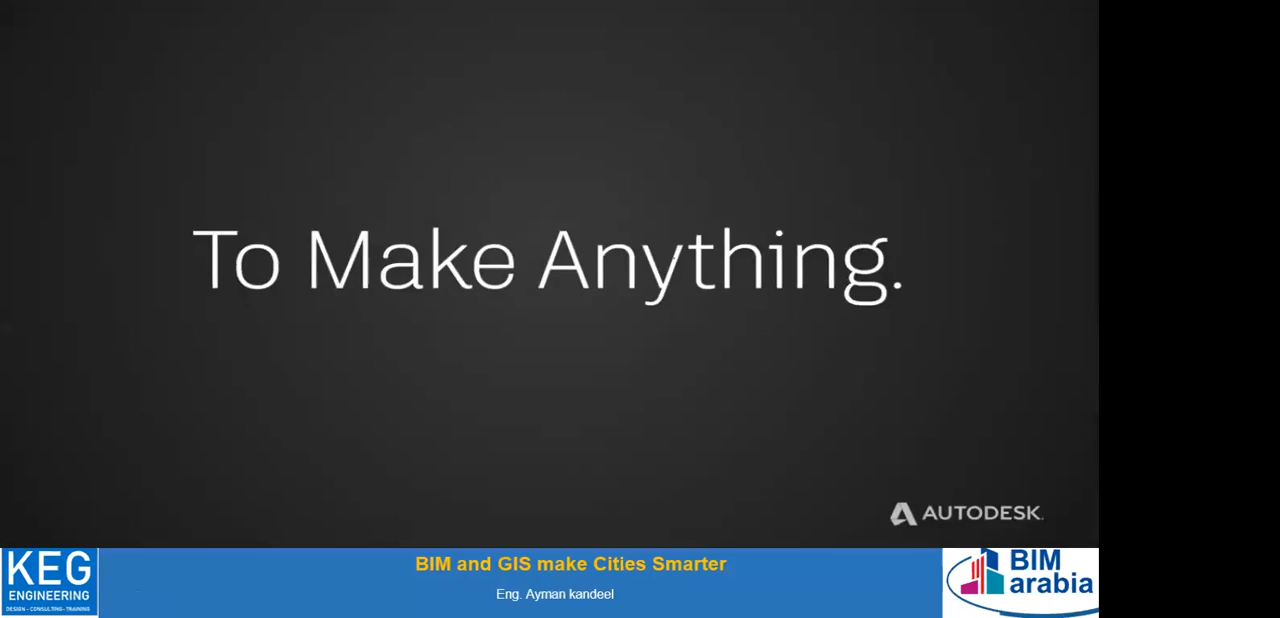 To Make Anything.
AUTODESK.
KEG
ENGINEERING
DESIGN - CONSULTING - TRAINING
BIM and GIS make Cities Smarter
Eng. Ayman kandeel
BIM
arabia